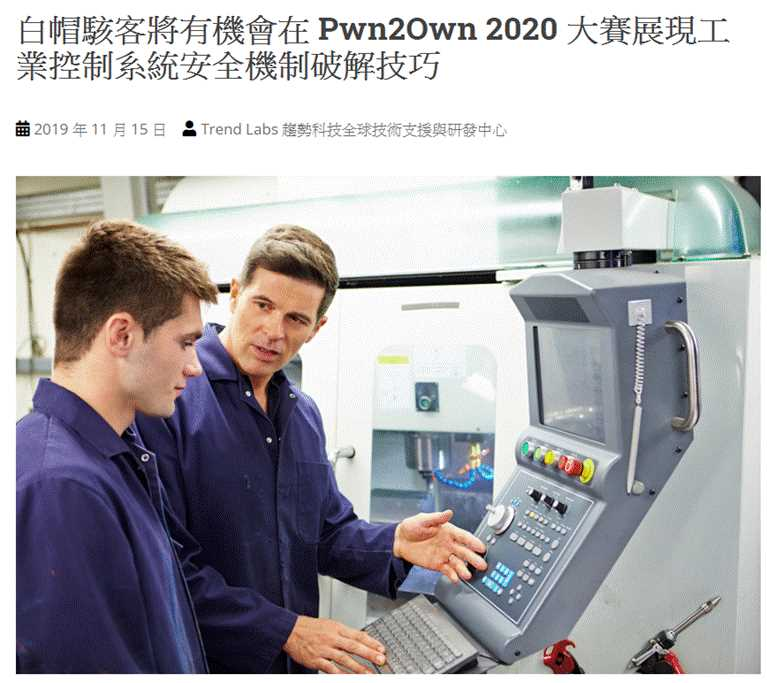 白帽駭客將有機會在 Pwn2Own 2020 大賽展現工
業控制系統安全機制破解技巧
2019 年 11 月 15 日 Trend Labs 趨勢科技全球技術支援與研發中心